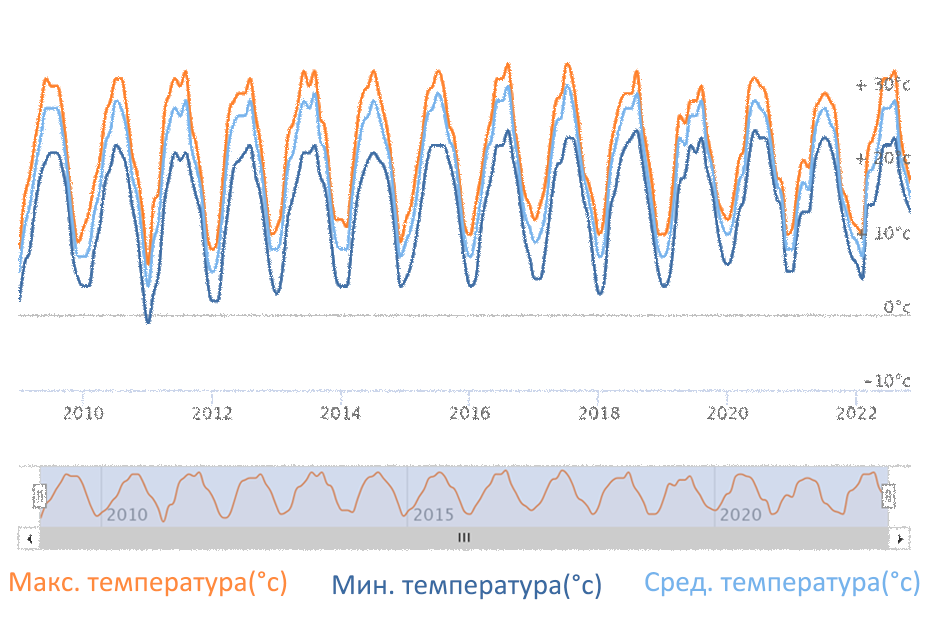 + 30°c
+ 20°c
+ 10°c
0°c
-10°c
2010 2012 2014 2016 2018 2020 2022
2010 2015 2020
Макс. температура(°c) Мин. температура(°c) Сред. температура(°c)